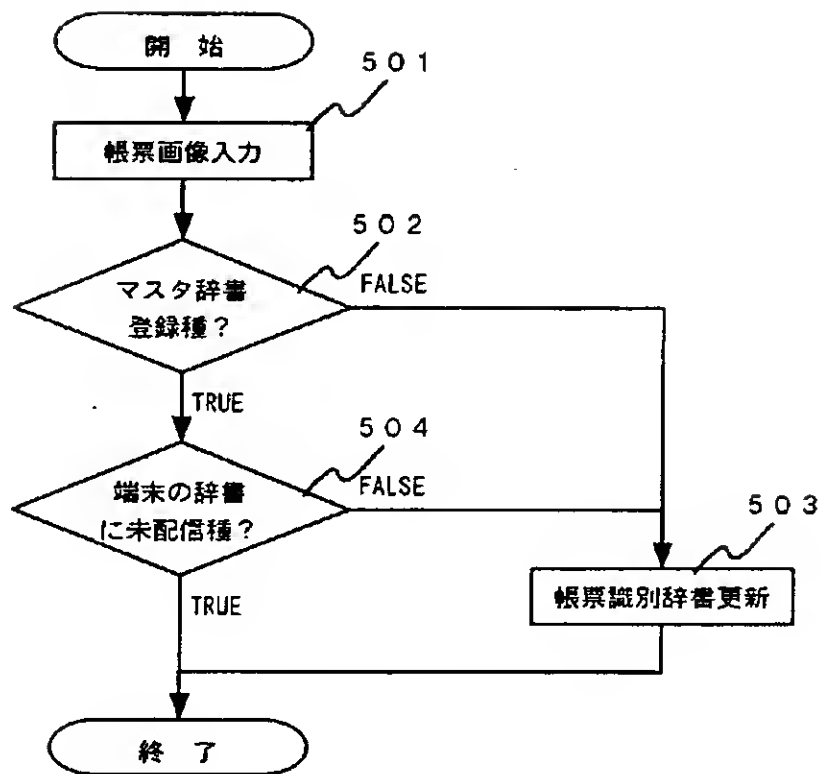 開 始
501
帳票画像入力
502
マスタ辞書
登録種？
FALSE
TRUE
504
端末の辞書
に未配信種？
FALSE
503
帳票識別辞書更新
TRUE
終 了